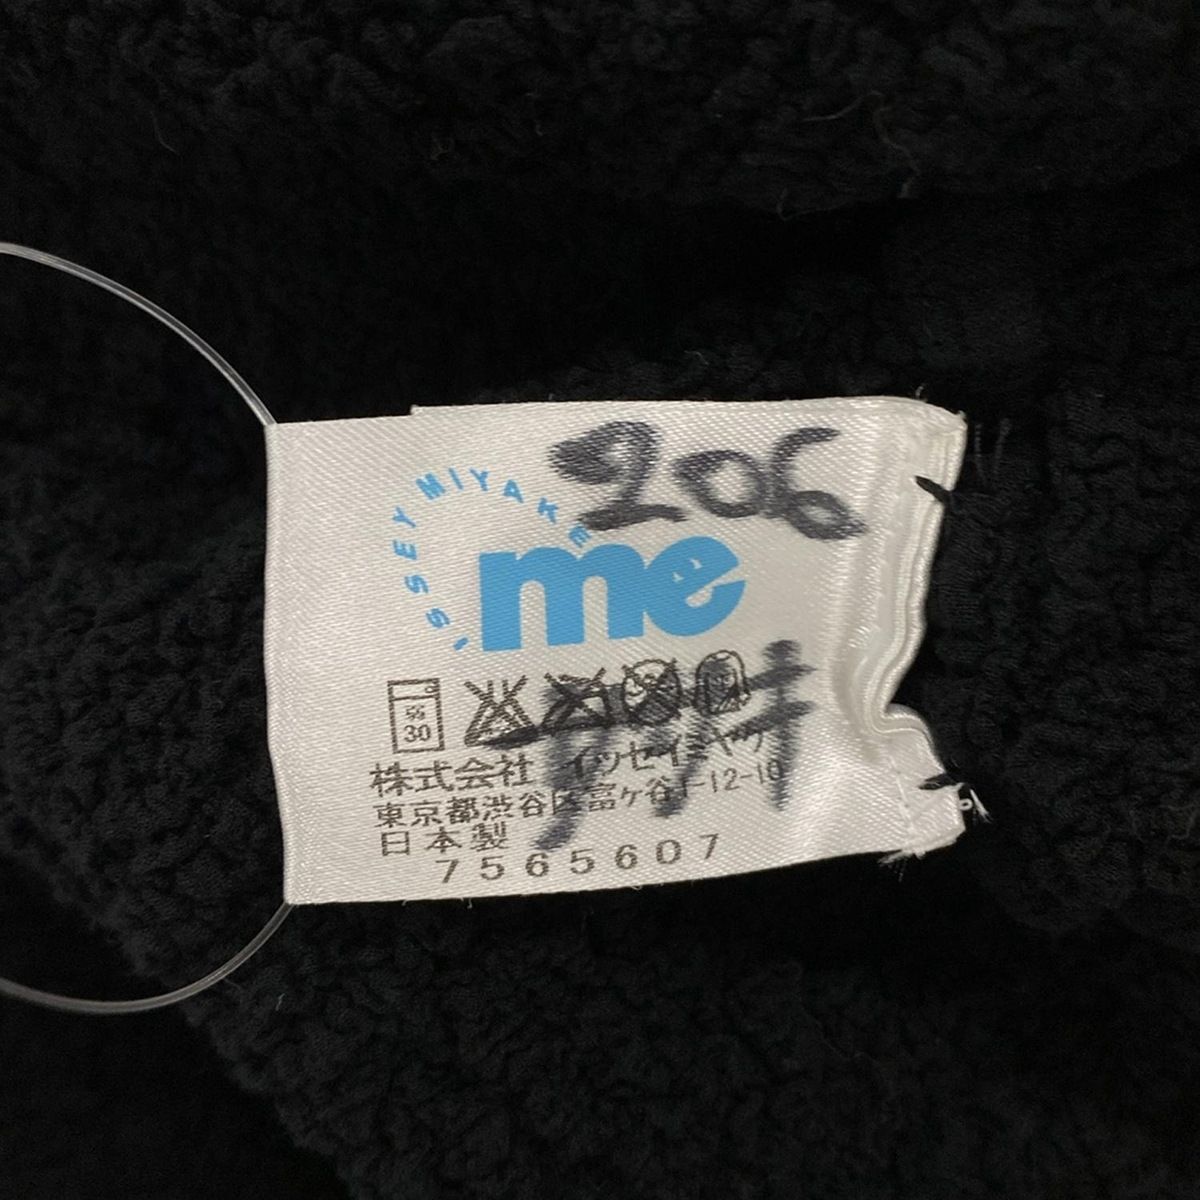 206
ISSEY MIYAKE
me
弱
30
株式会社 イッセイミヤケ
東京都渋谷区富ヶ谷1-12-10
日本製
7565607